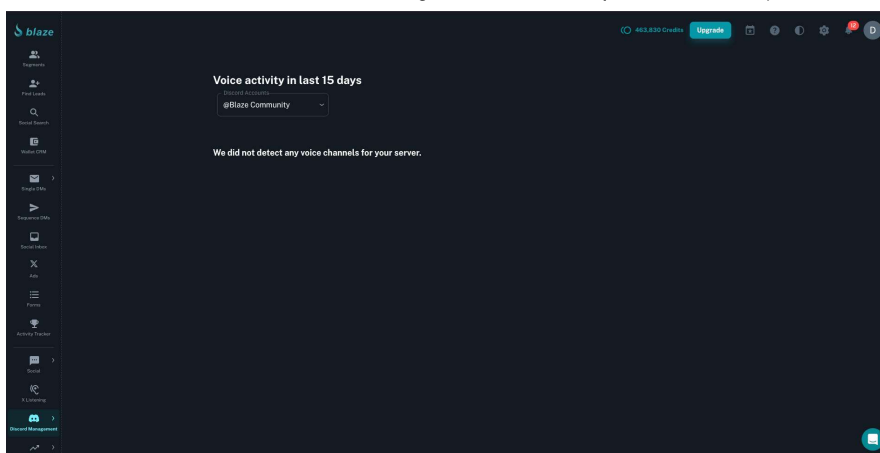 blaze
463,830 Credits
Upgrade
12
D
Segments
Find Leads
Social Search
Wallet CRM
Single DMs
Sequence DMs
Social Inbox
Ads
Forms
Activity Tracker
Social
X Listening
Discord Management
Voice activity in last 15 days
Discord Accounts
@Blaze Community
We did not detect any voice channels for your server.